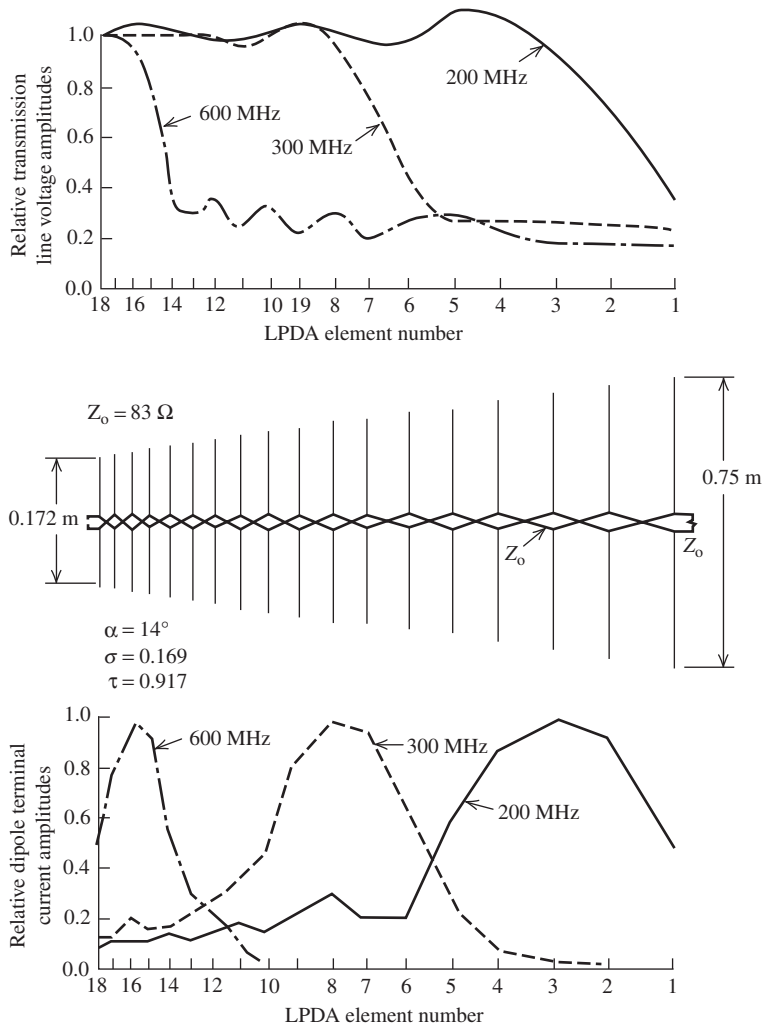 Relative transmission
line voltage amplitudes
1.0
0.8
0.6
0.4
0.2
0.0
600 MHz
300 MHz
200 MHz
18 16 14 12 10 19 8 7 6 5 4 3 2 1
LPDA element number
Z₀ = 83 Ω
0.172 m
0.75 m
Z₀
Z₀
α = 14°
σ = 0.169
τ = 0.917
Relative dipole terminal
current amplitudes
1.0
0.8
0.6
0.4
0.2
0.0
600 MHz
300 MHz
200 MHz
18 16 14 12 10 8 7 6 5 4 3 2 1
LPDA element number